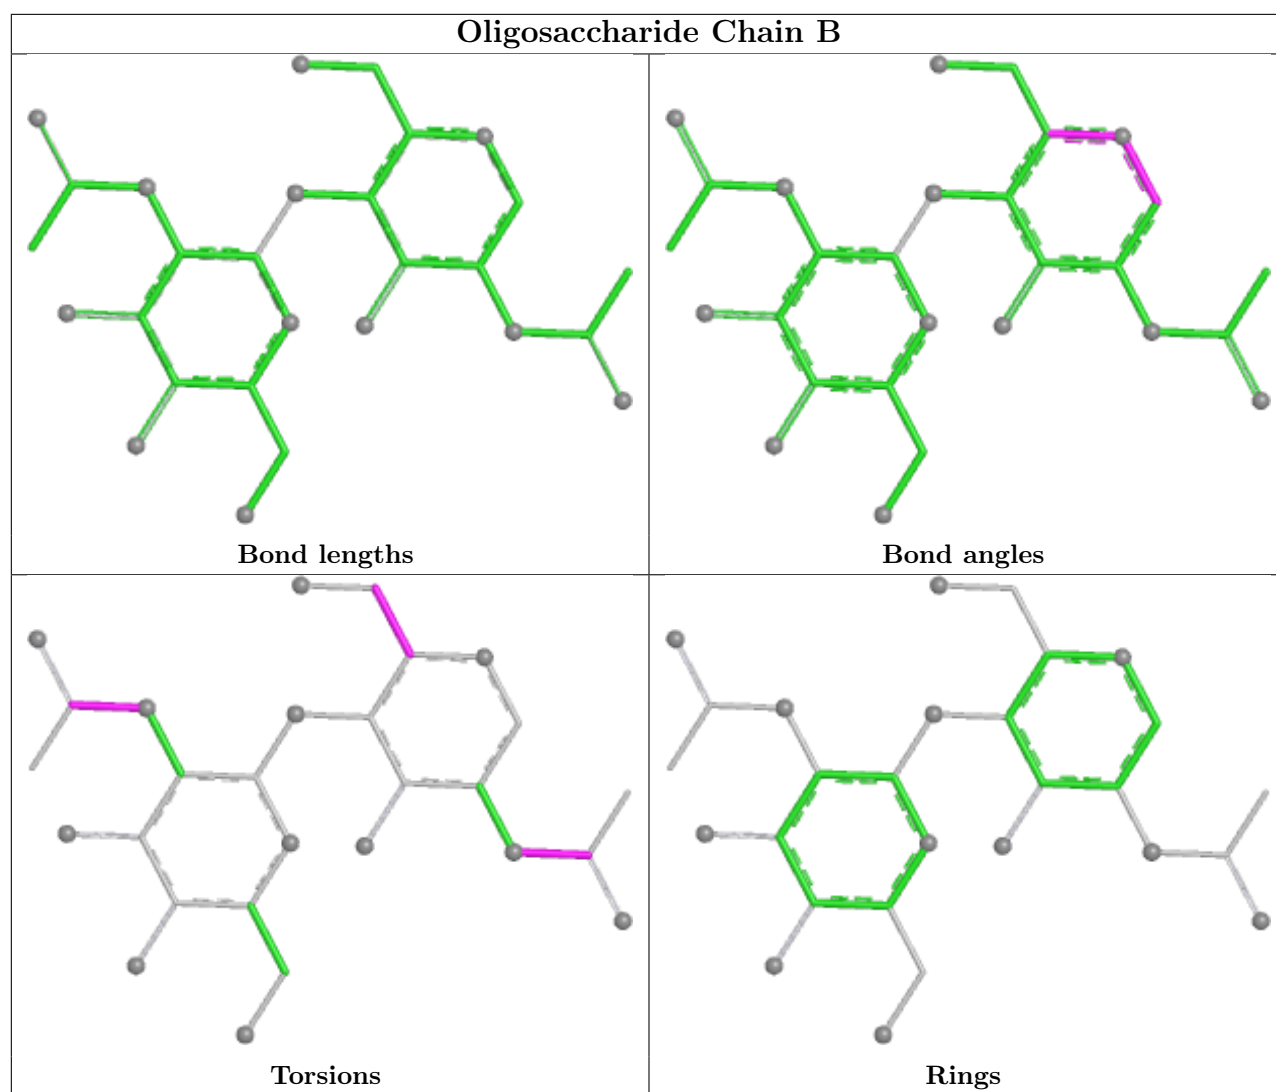 Oligosaccharide Chain B
Bond lengths
Bond angles
Torsions
Rings